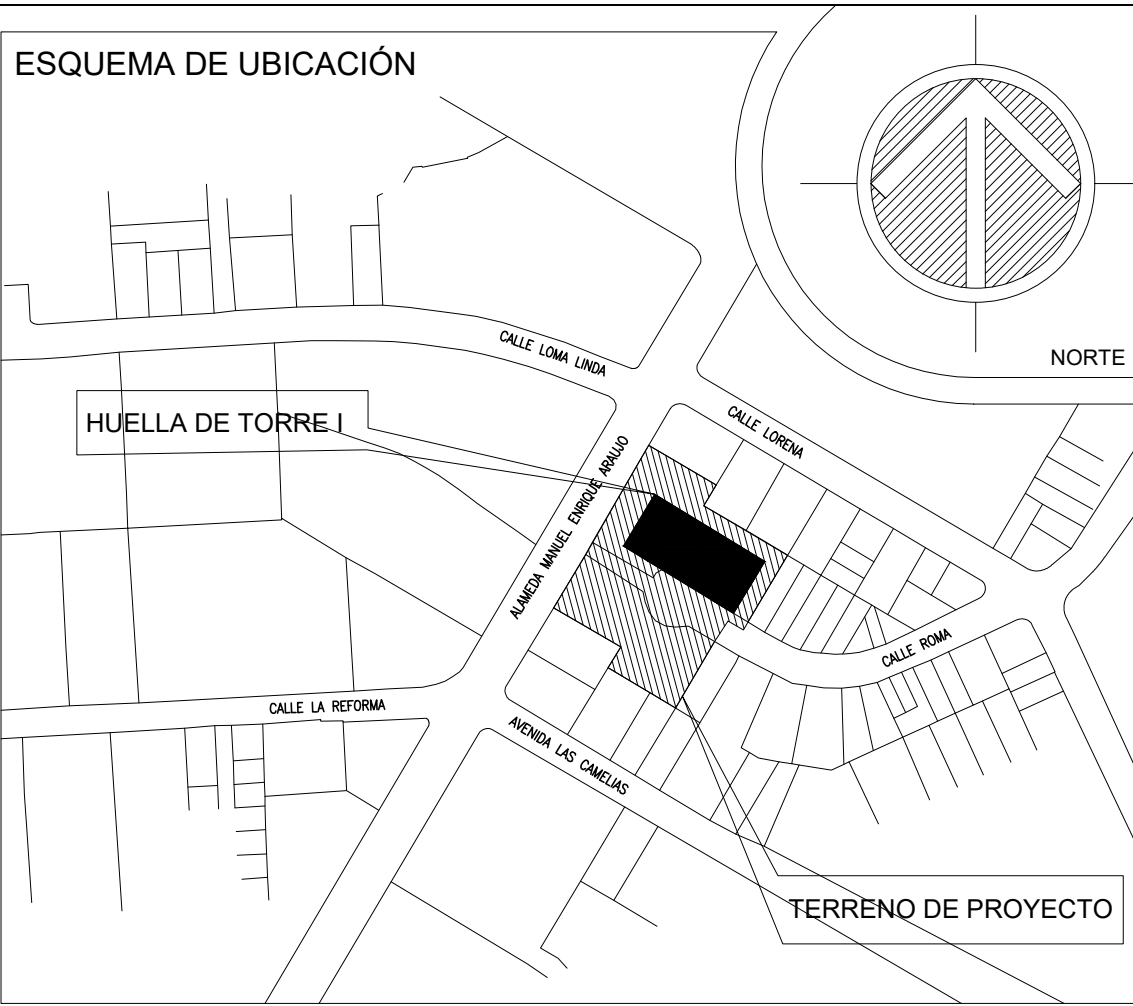 ESQUEMA DE UBICACIÓN
NORTE
CALLE LOMA LINDA
HUELLA DE TORRE I
CALLE LORENA
ALAMEDA MANUEL ENRIQUE ARAUJO
CALLE ROMA
CALLE LA REFORMA
AVENIDA LAS CAMELIAS
TERRENO DE PROYECTO